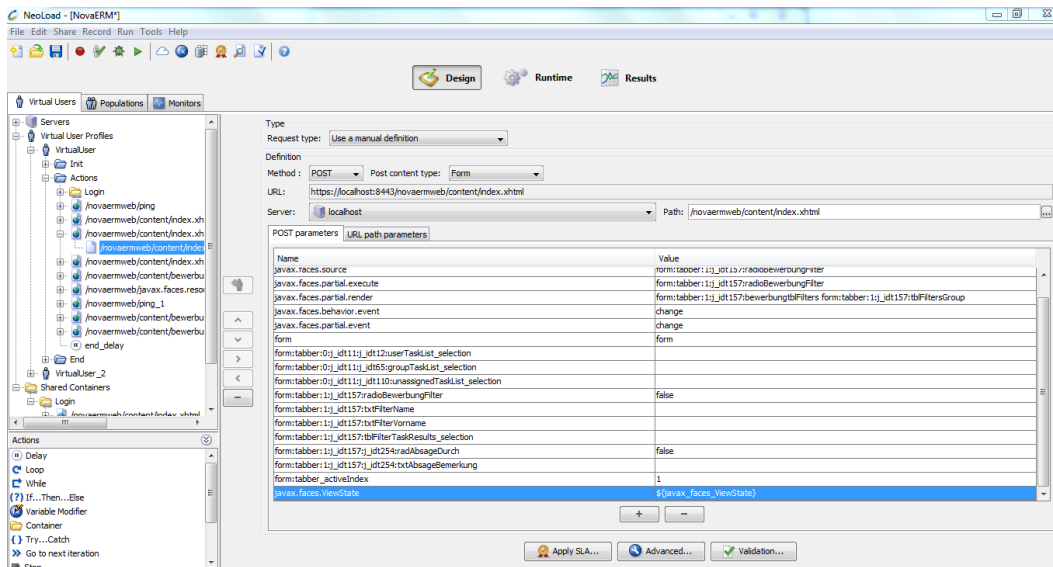 NeoLoad - [NovaERM*]
File Edit Share Record Run Tools Help
Design Runtime Results
Virtual Users Populations Monitors
Servers
Virtual User Profiles
VirtualUser
Init
Actions
Login
/novaermweb/ping
/novaermweb/content/index.xh
/novaermweb/content/index.xh
/novaermweb/content/index
/novaermweb/content/index.xh
/novaermweb/content/bewerbu
/novaermweb/javax.faces.reso
/novaermweb/ping_1
/novaermweb/content/bewerbu
/novaermweb/content/bewerbu
end_delay
End
VirtualUser_2
Shared Containers
Login
/novaermweb/content/index.xhtml
Actions
Delay
Loop
While
If...Then...Else
Variable Modifier
Container
Try...Catch
Go to next iteration
Stop
Type
Request type: Use a manual definition
Definition
Method : POST Post content type: Form
URL: https://localhost:8443/novaermweb/content/index.xhtml
Server: localhost Path: /novaermweb/content/index.xhtml ...
POST parameters URL path parameters
Name Value
javax.faces.source form:tabber:1:j_idt157:radioBewerbungFilter
javax.faces.partial.execute form:tabber:1:j_idt157:radioBewerbungFilter
javax.faces.partial.render form:tabber:1:j_idt157:bewerbungtblFilters form:tabber:1:j_idt157:tblFiltersGroup
javax.faces.behavior.event change
javax.faces.partial.event change
form form
form:tabber:0:j_idt11:j_idt12:userTaskList_selection
form:tabber:0:j_idt11:j_idt65:groupTaskList_selection
form:tabber:0:j_idt11:j_idt110:unassignedTaskList_selection
form:tabber:1:j_idt157:radioBewerbungFilter false
form:tabber:1:j_idt157:txtFilterName
form:tabber:1:j_idt157:txtFilterVorname
form:tabber:1:j_idt157:tblFilterTaskResults_selection
form:tabber:1:j_idt157:j_idt254:radAbsageDurch false
form:tabber:1:j_idt157:j_idt254:txtAbsageBemerkung
form:tabber_activeIndex 1
javax.faces.ViewState ${javax_faces_ViewState}
+ −
Apply SLA... Advanced... Validation...